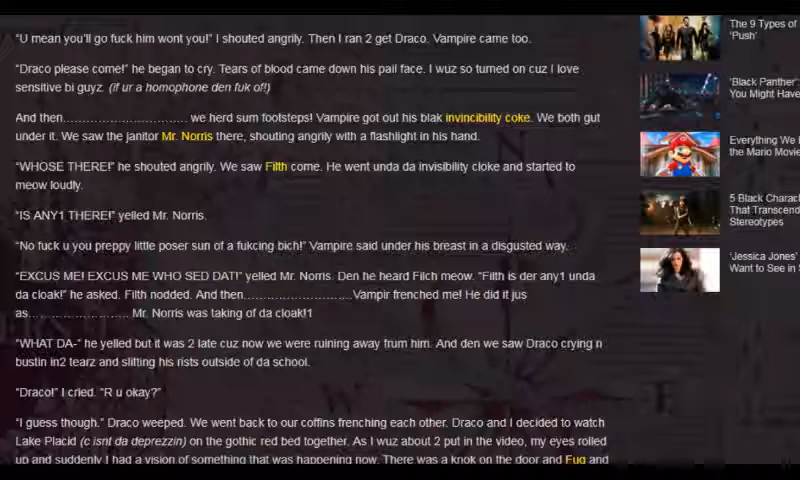 “U mean you’ll go fuck him wont you!” I shouted angrily. Then I ran 2 get Draco. Vampire came too.
“Draco please come!” he began to cry. Tears of blood came down his pail face. I wuz so turned on cuz I love
sensitive bi guyz. (if ur a homophone den fuk of!)
And then………………………… we herd sum footsteps! Vampire got out his blak invincibility coke. We both gut
under it. We saw the janitor Mr. Norris there, shouting angrily with a flashlight in his hand.
“WHOSE THERE!” he shouted angrily. We saw Filth come. He went unda da invisibility cloke and started to
meow loudly.
“IS ANY1 THERE!” yelled Mr. Norris.
“No fuck u you preppy little poser sun of a fukcing bich!” Vampire said under his breast in a disgusted way.
“EXCUS ME! EXCUS ME WHO SED DAT!” yelled Mr. Norris. Den he heard Filch meow. “Filth is der any1 unda
da cloak!” he asked. Filth nodded. And then………………………Vampir frenched me! He did it jus
as…………………… Mr. Norris was taking of da cloak!1
“WHAT DA-” he yelled but it was 2 late cuz now we were ruining away frum him. And den we saw Draco crying n
bustin in2 tearz and slifting his rists outside of da school.
“Draco!” I cried. “R u okay?”
“I guess though.” Draco weeped. We went back to our coffins frenching each other. Draco and I decided to watch
Lake Placid (c isnt da deprezzin) on the gothic red bed together. As I wuz about 2 put in the video, my eyes rolled
up and suddenly I had a vision of something that was happening now. There was a knok on the door and Fug and
The 9 Types of
‘Push’
‘Black Panther’:
You Might Have
Everything We
the Mario Movie
5 Black Charac
That Transcend
Stereotypes
‘Jessica Jones’
Want to See in